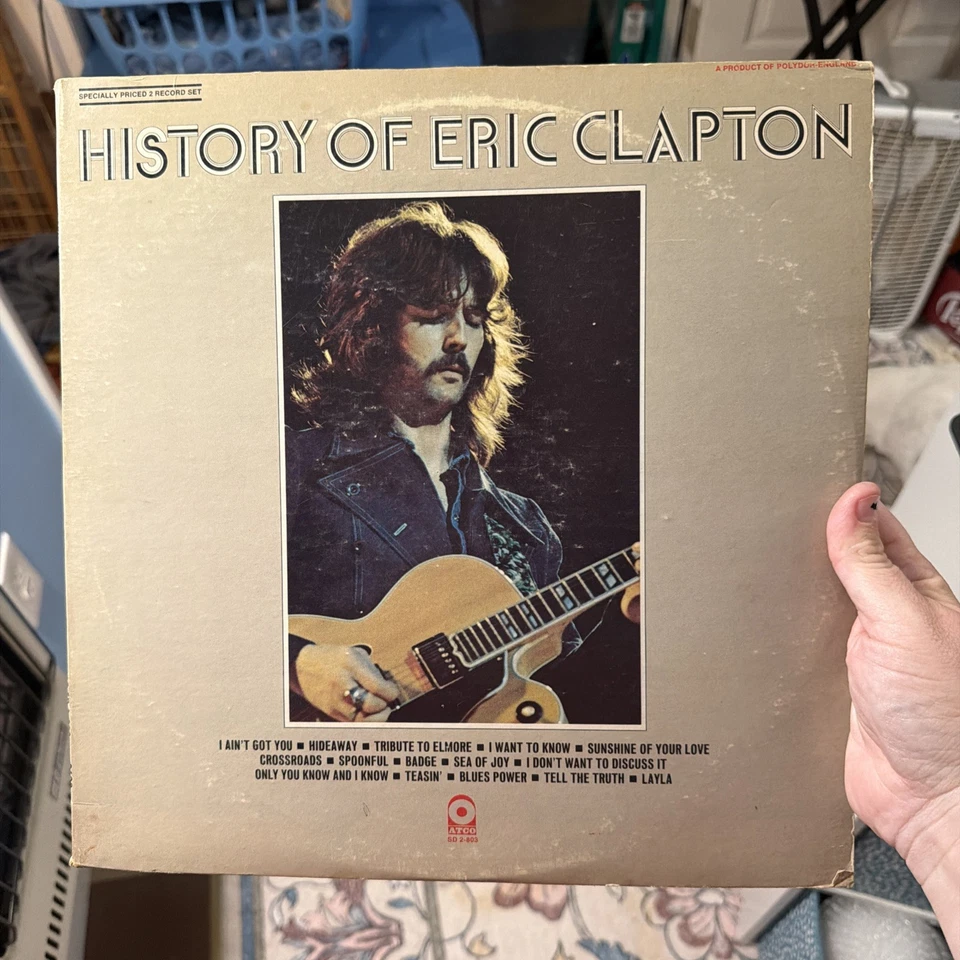 SPECIALLY PRICED 2 RECORD SET
A PRODUCT OF POLYDOR-ENGLAND
HISTORY OF ERIC CLAPTON
I AIN'T GOT YOU ■ HIDEAWAY ■ TRIBUTE TO ELMORE ■ I WANT TO KNOW ■ SUNSHINE OF YOUR LOVE
CROSSROADS ■ SPOONFUL ■ BADGE ■ SEA OF JOY ■ I DON'T WANT TO DISCUSS IT
ONLY YOU KNOW AND I KNOW ■ TEASIN' ■ BLUES POWER ■ TELL THE TRUTH ■ LAYLA
ATCO
SD 2-803